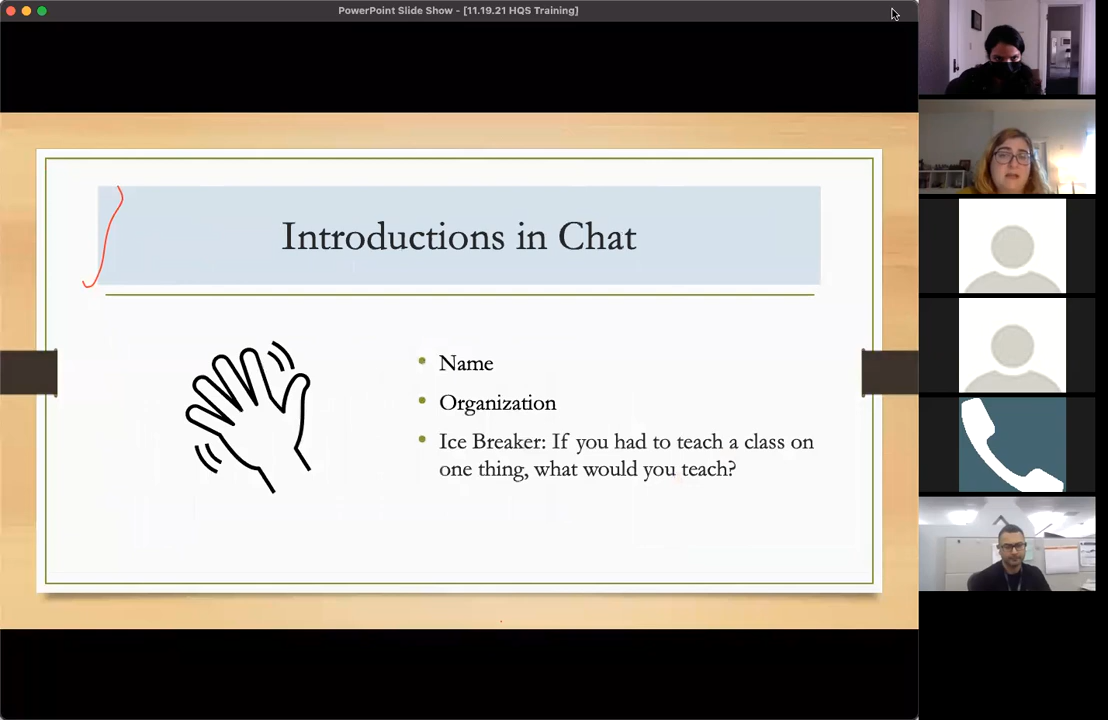 PowerPoint Slide Show - [11.19.21 HQS Training]
Introductions in Chat
• Name
• Organization
• Ice Breaker: If you had to teach a class on
one thing, what would you teach?